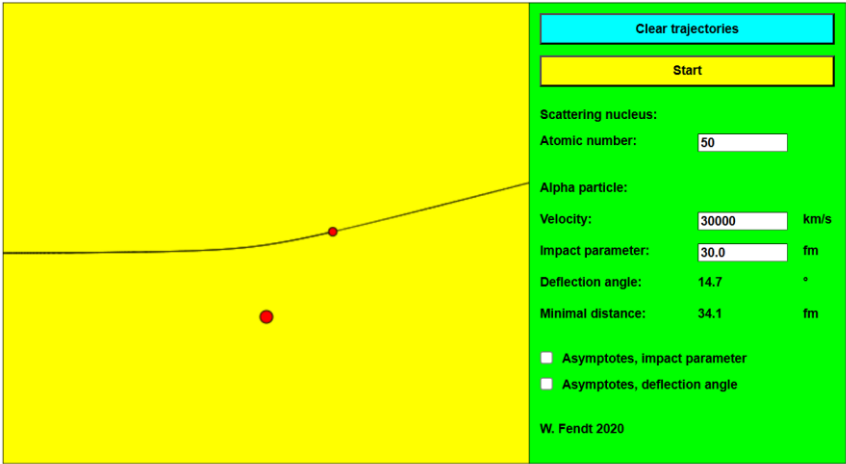 Clear trajectories
Start
Scattering nucleus:
Atomic number: 50
Alpha particle:
Velocity: 30000 km/s
Impact parameter: 30.0 fm
Deflection angle: 14.7 °
Minimal distance: 34.1 fm
Asymptotes, impact parameter
Asymptotes, deflection angle
W. Fendt 2020